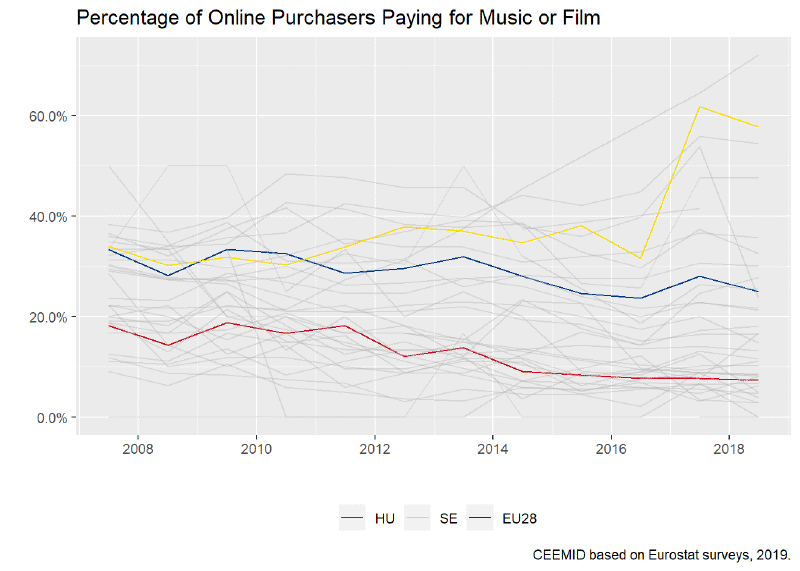 Percentage of Online Purchasers Paying for Music or Film
60.0%
40.0%
20.0%
0.0%
2008 2010 2012 2014 2016 2018
HU SE EU28
CEEMID based on Eurostat surveys, 2019.